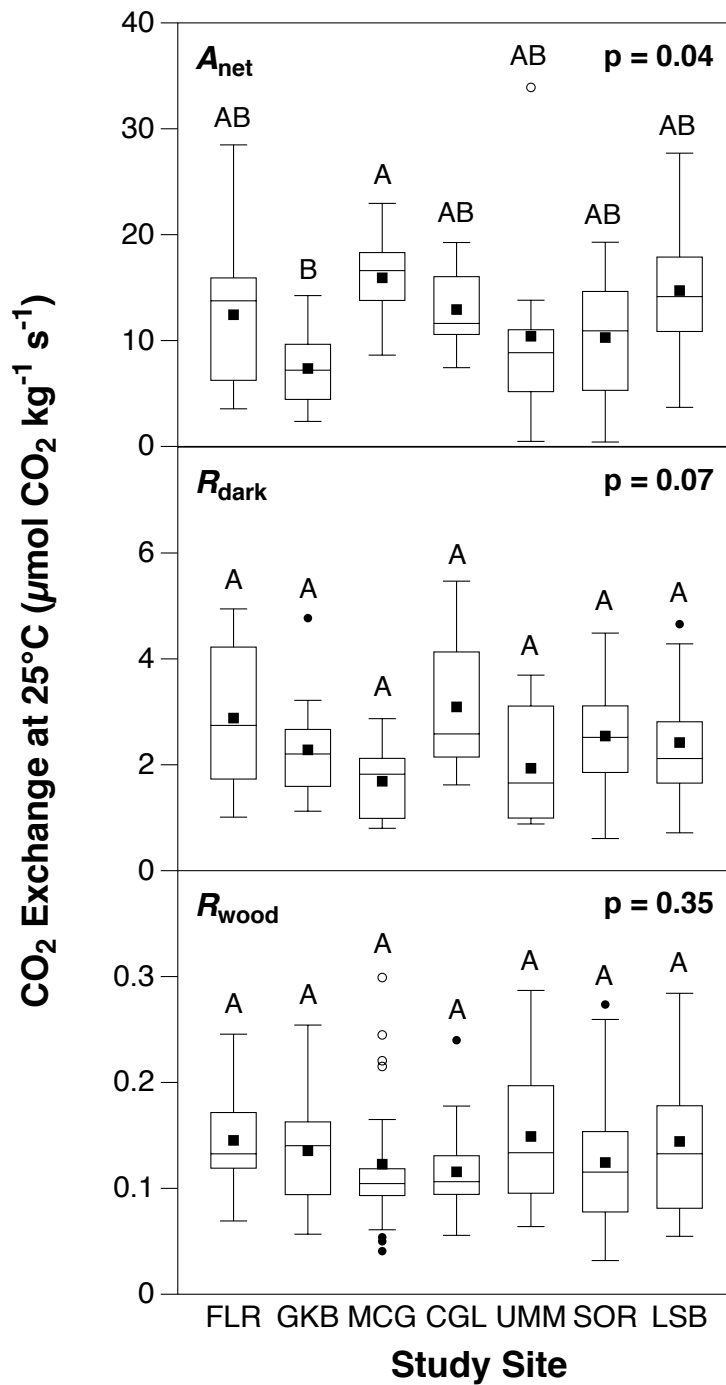 CO₂ Exchange at 25°C (μmol CO₂ kg⁻¹ s⁻¹)
40
30
20
10
0
Aₙₑₜ
p = 0.04
AB
B
A
AB
AB
AB
AB
6
4
2
0
R_dark
p = 0.07
A
A
A
A
A
A
A
0.3
0.2
0.1
0
R_wood
p = 0.35
A
A
A
A
A
A
A
FLR GKB MCG CGL UMM SOR LSB
Study Site